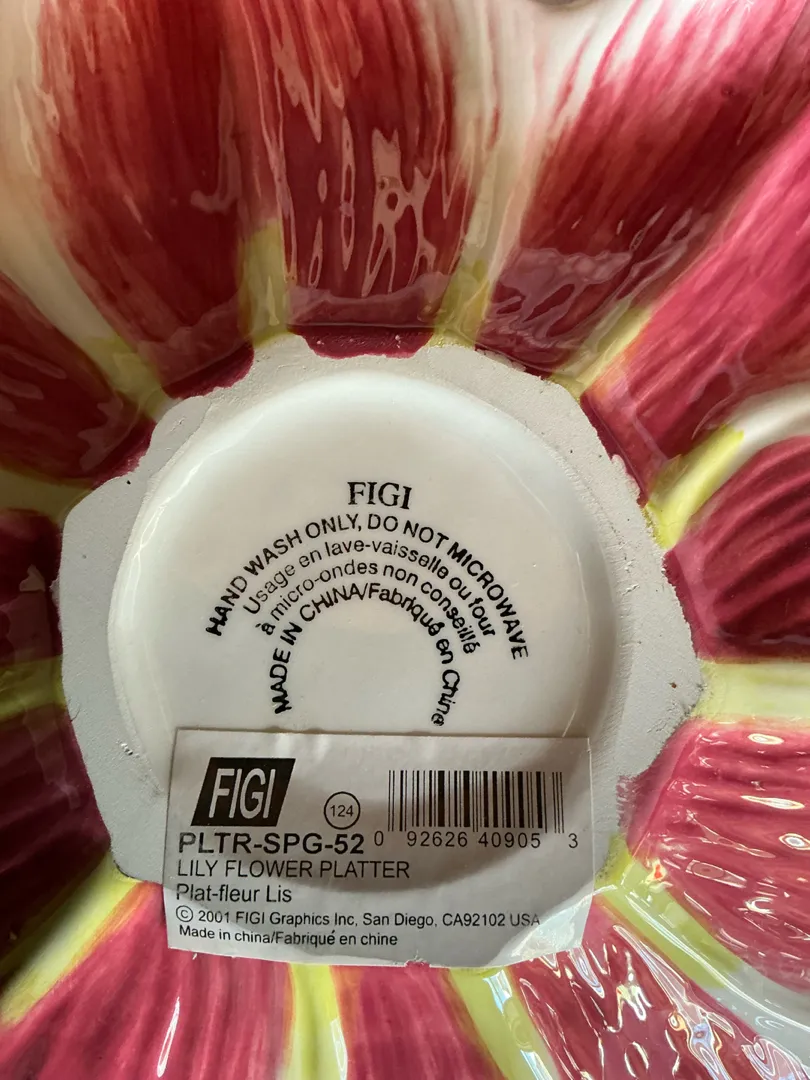 FIGI
HAND WASH ONLY, DO NOT MICROWAVE
Usage en lave-vaisselle ou four
à micro-ondes non conseillé
MADE IN CHINA/Fabriqué en Chine
FIGI
124
PLTR-SPG-52
0 92626 40905 3
LILY FLOWER PLATTER
Plat-fleur Lis
© 2001 FIGI Graphics Inc, San Diego, CA92102 USA
Made in china/Fabriqué en chine